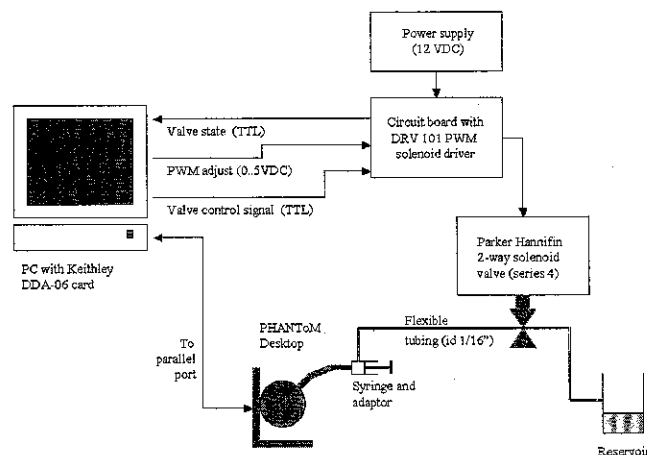 Power supply
(12 VDC)
Circuit board with
DRV 101 PWM
solenoid driver
Valve state (TTL)
PWM adjust (0..5VDC)
Valve control signal (TTL)
Parker Hannifin
2-way solenoid
valve (series 4)
PC with Keithley
DDA-06 card
PHANToM
Desktop
Flexible
tubing (id 1/16")
To
parallel
port
Syringe and
adaptor
Reservoir